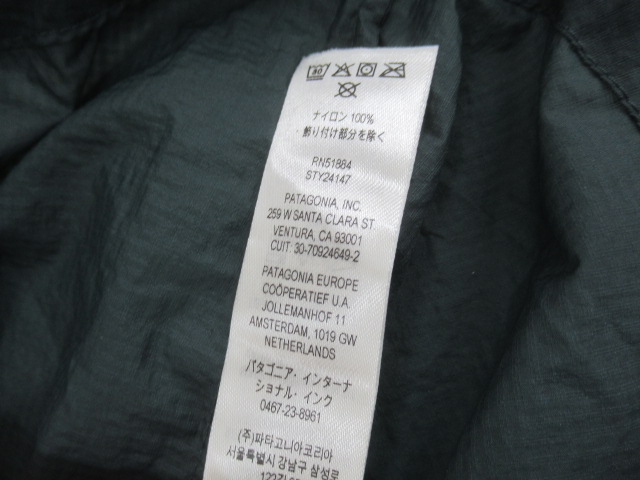 ナイロン 100%
飾り付け部分を除く
RN51884
STY24147
PATAGONIA, INC.
259 W SANTA CLARA ST.
VENTURA, CA 93001
CUIT: 30-70924649-2
PATAGONIA EUROPE
COÖPERATIEF U.A.
JOLLEMANHOF 11
AMSTERDAM, 1019 GW
NETHERLANDS
パタゴニア・インターナ
ショナル・インク
0467-23-8961
(주)파타고니아코리아
서울특별시 강남구 삼성로